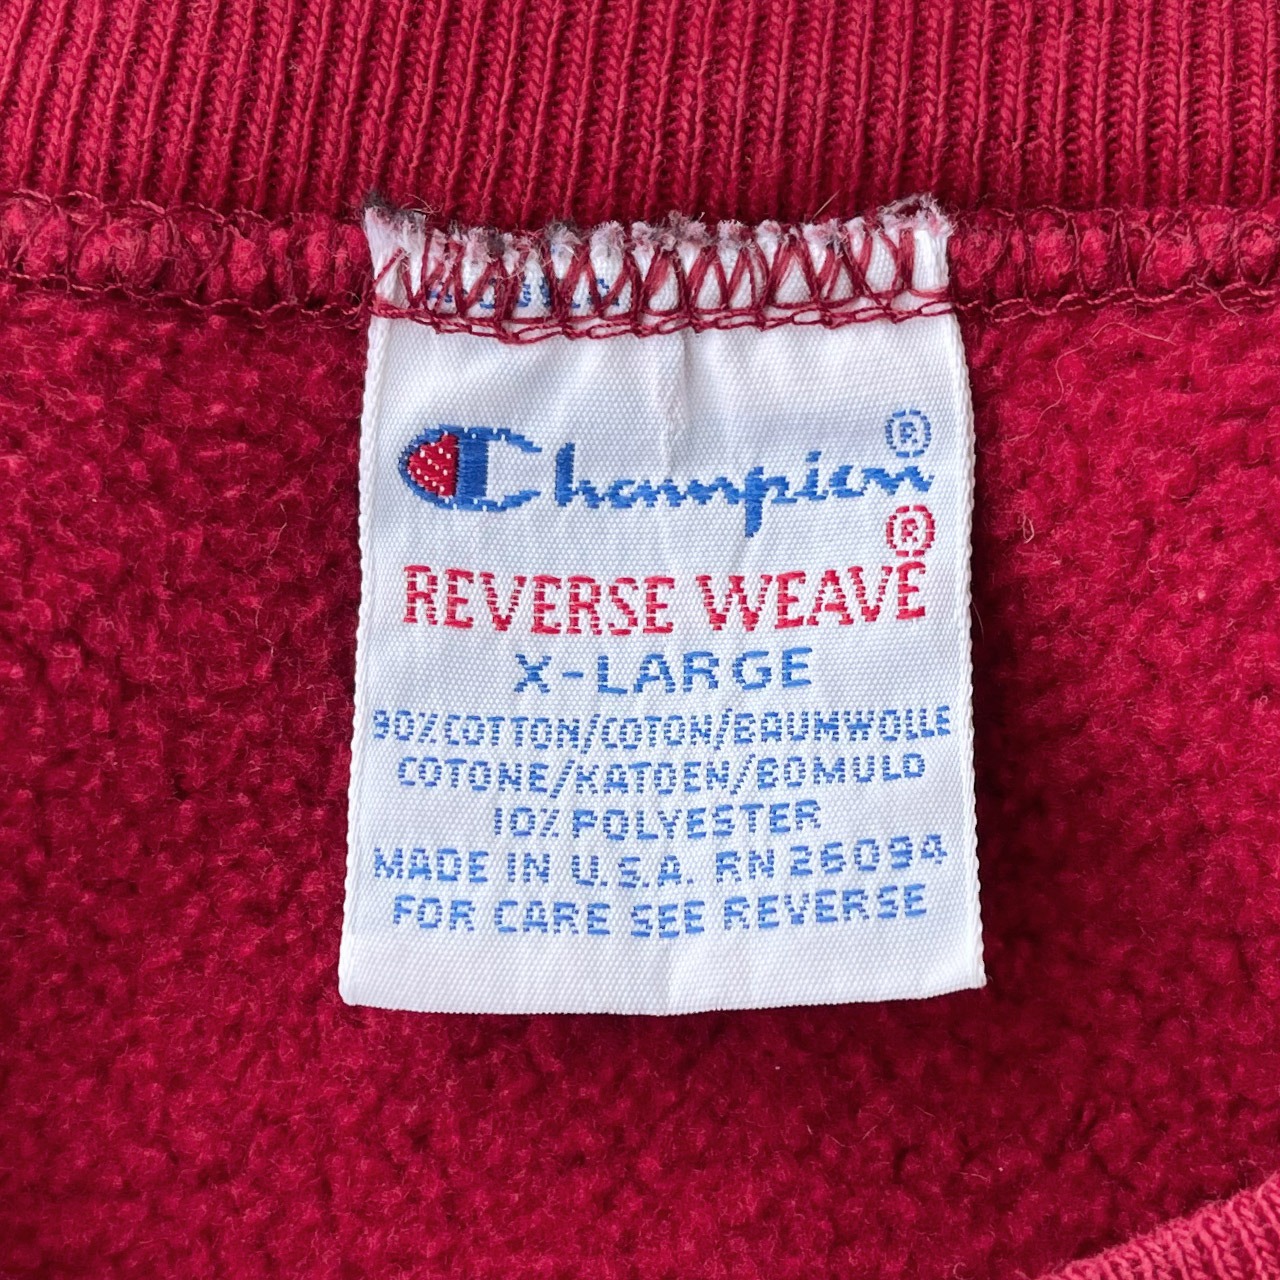 Champion®
REVERSE WEAVE®
X-LARGE
90% COTTON/COTON/BAUMWOLLE
COTONE/KATOEN/BOMULD
10% POLYESTER
MADE IN U.S.A. RN 26094
FOR CARE SEE REVERSE